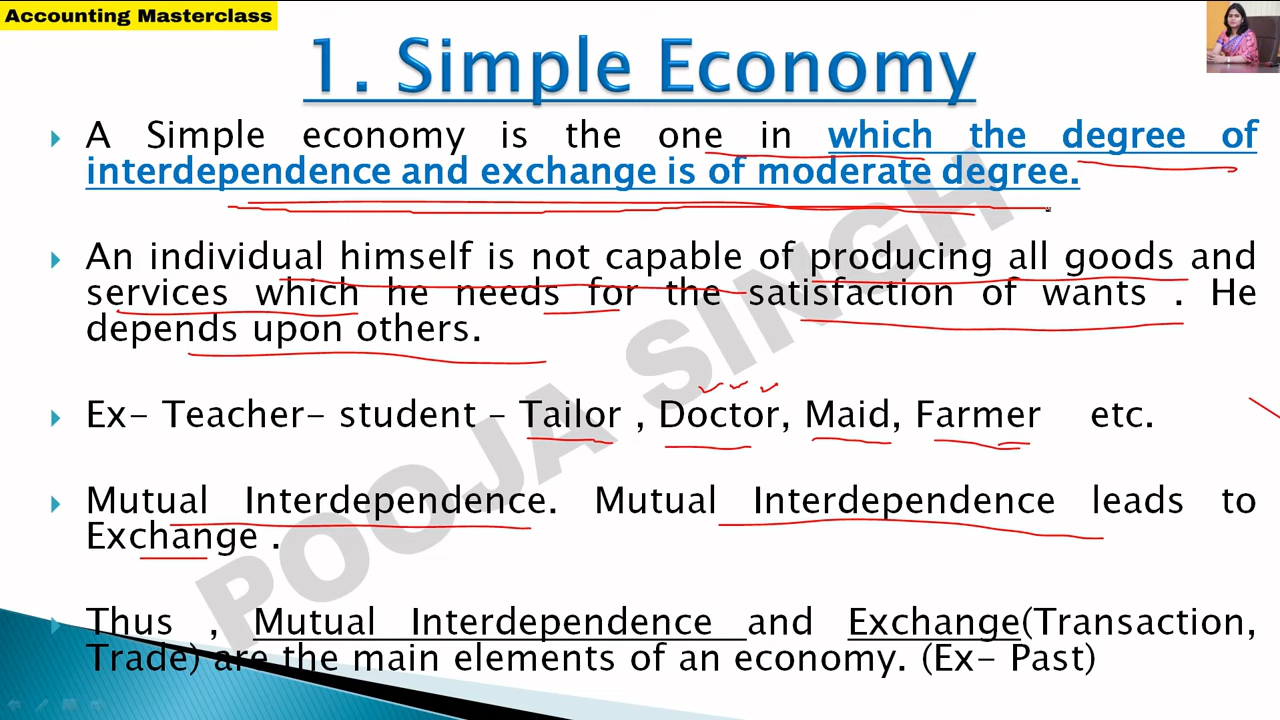 Accounting Masterclass
1. Simple Economy
A Simple economy is the one in which the degree of
interdependence and exchange is of moderate degree.
An individual himself is not capable of producing all goods and
services which he needs for the satisfaction of wants . He
depends upon others.
Ex- Teacher- student - Tailor , Doctor, Maid, Farmer etc.
Mutual Interdependence. Mutual Interdependence leads to
Exchange .
Thus , Mutual Interdependence and Exchange(Transaction,
Trade) are the main elements of an economy. (Ex- Past)
POOJA SINGH